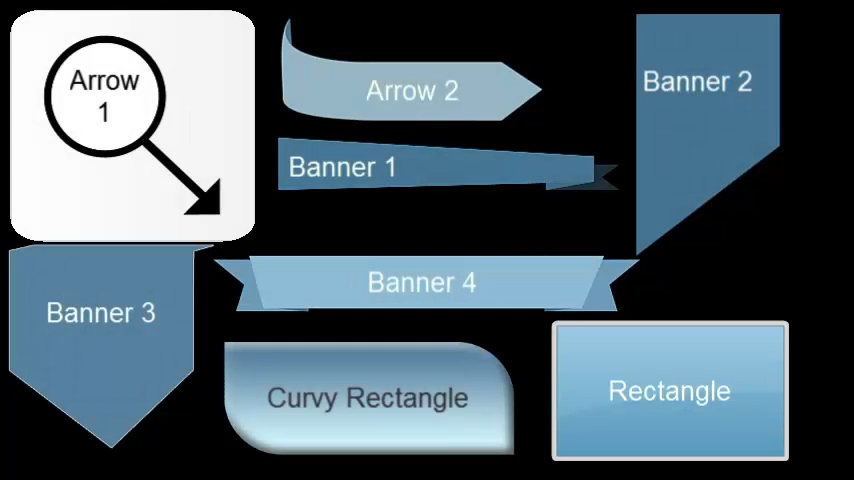 Arrow
1
Arrow 2
Banner 2
Banner 1
Banner 4
Banner 3
Curvy Rectangle
Rectangle